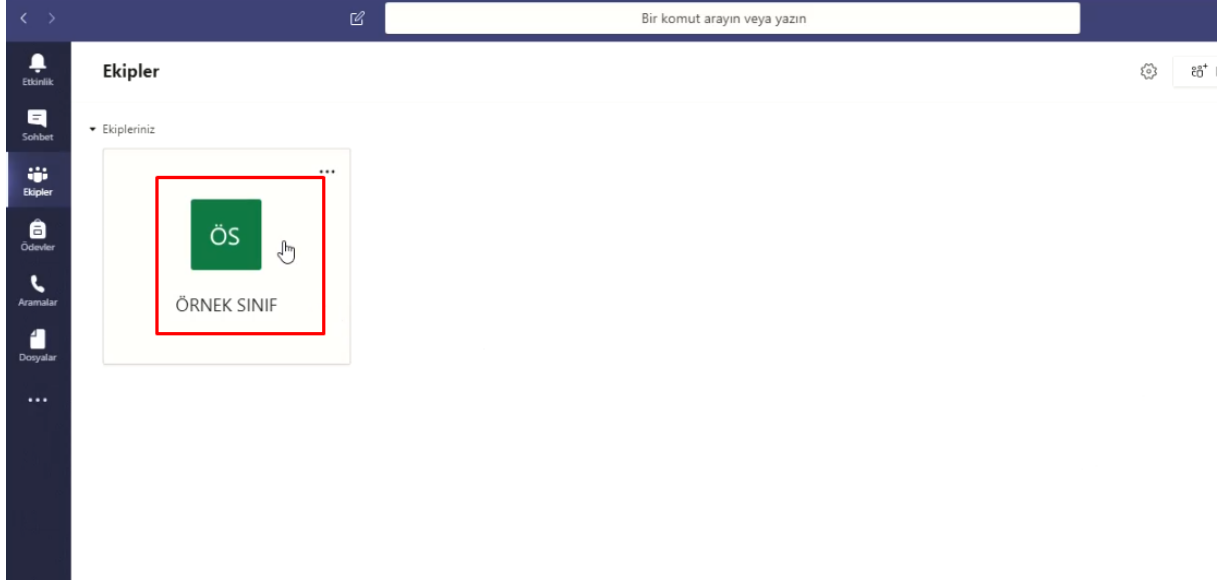 Bir komut arayın veya yazın
Etkinlik
Sohbet
Ekipler
Ödevler
Aramalar
Dosyalar
Ekipler
Ekipleriniz
ÖS
ÖRNEK SINIF